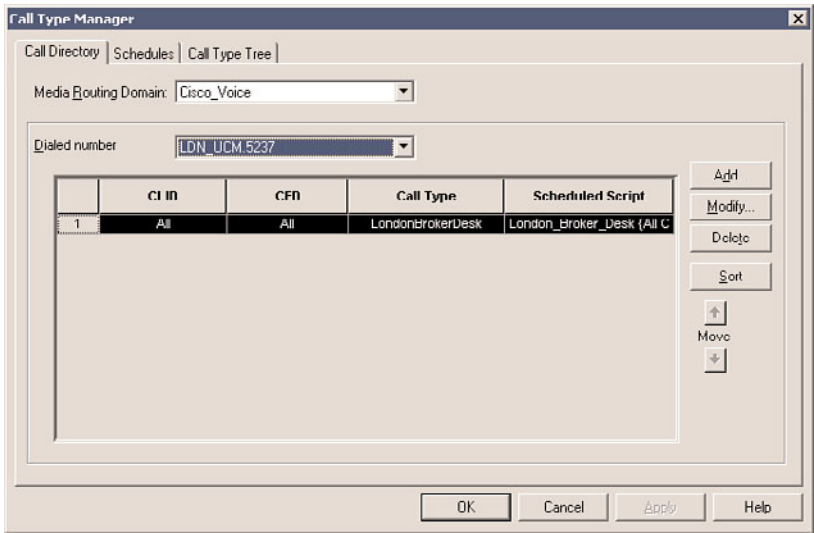 Call Type Manager
Call Directory
Schedules
Call Type Tree
Media Routing Domain:
Cisco_Voice
Dialed number
LDN_UCM.5237
CLID
CED
Call Type
Scheduled Script
1
All
All
LondonBrokerDesk
London_Broker_Desk {All C
Add
Modify...
Delete
Sort
Move
OK
Cancel
Apply
Help